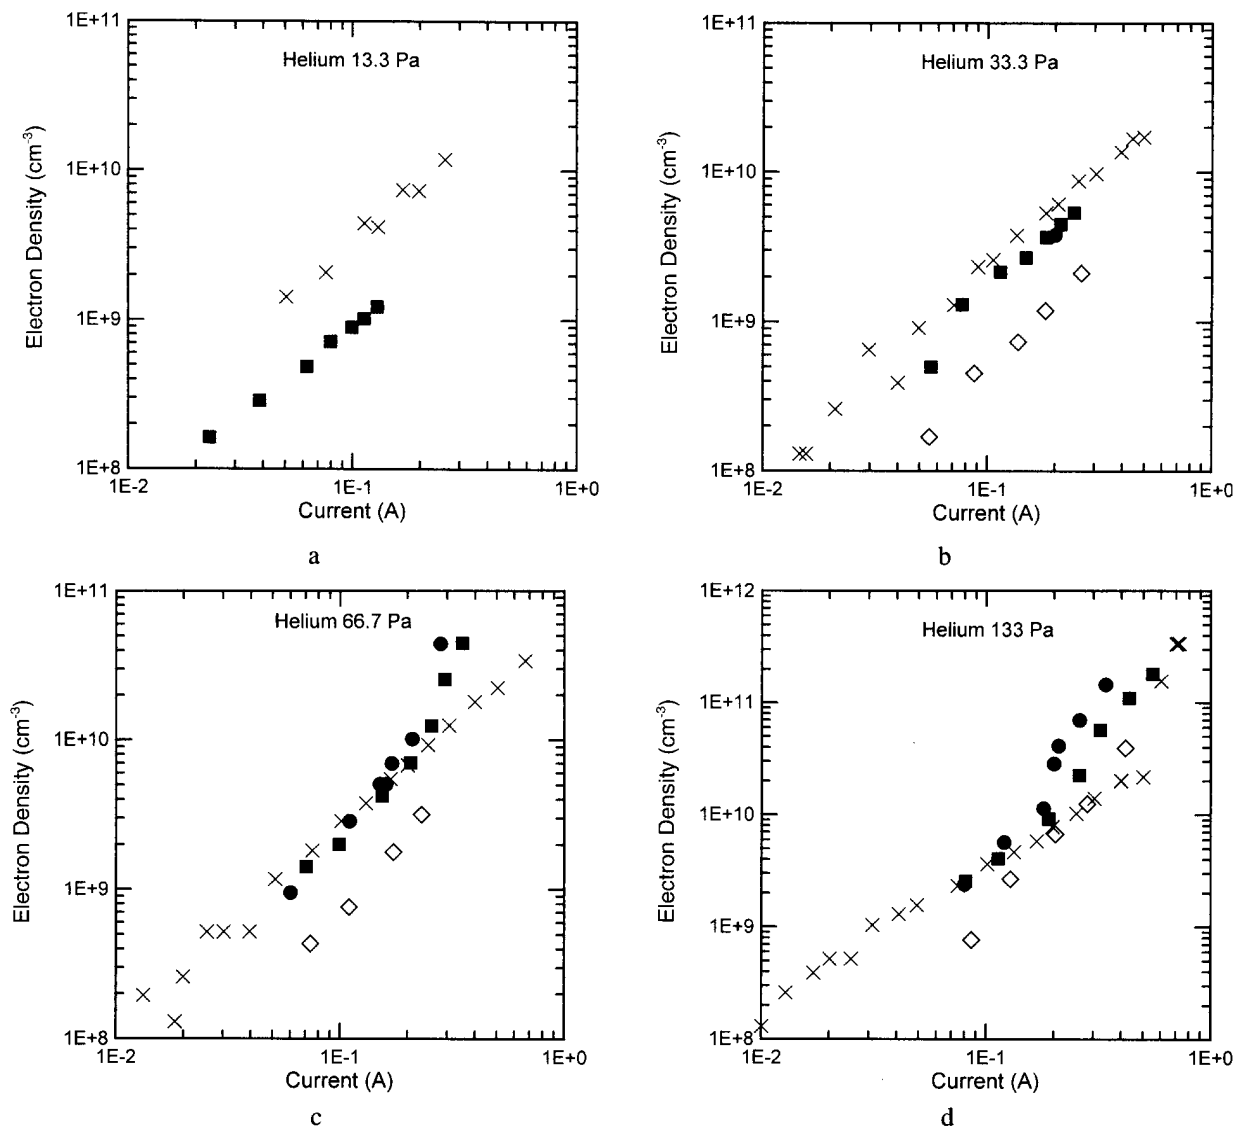 Helium 13.3 Pa
Electron Density (cm-3)
1E+11
1E+10
1E+9
1E+8
1E-2
1E-1
1E+0
Current (A)
a
Helium 33.3 Pa
Electron Density (cm-3)
1E+11
1E+10
1E+9
1E+8
1E-2
1E-1
1E+0
Current (A)
b
Helium 66.7 Pa
Electron Density (cm-3)
1E+11
1E+10
1E+9
1E+8
1E-2
1E-1
1E+0
Current (A)
c
Helium 133 Pa
Electron Density (cm-3)
1E+12
1E+11
1E+10
1E+9
1E+8
1E-2
1E-1
1E+0
Current (A)
d